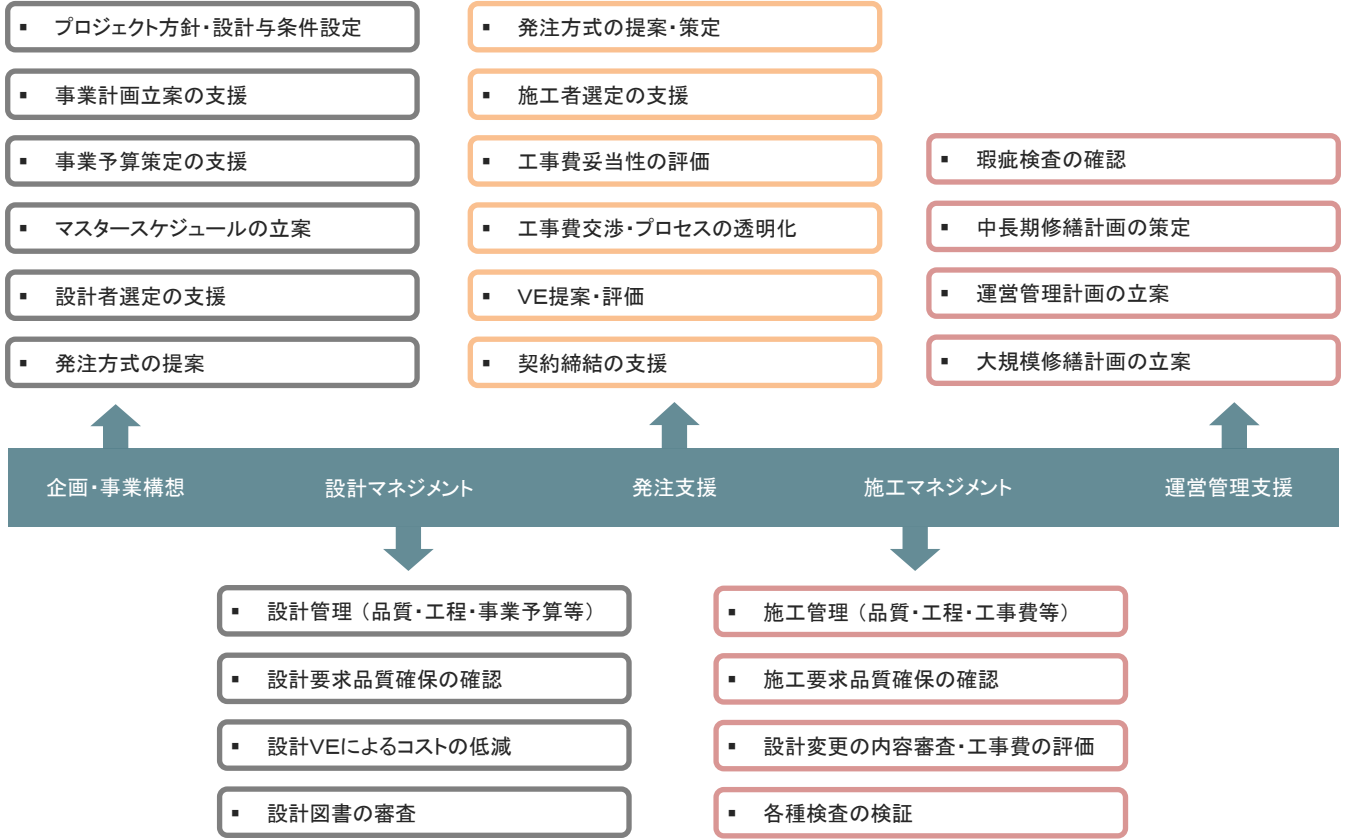 ▪ プロジェクト方針・設計与条件設定
▪ 事業計画立案の支援
▪ 事業予算策定の支援
▪ マスタースケジュールの立案
▪ 設計者選定の支援
▪ 発注方式の提案
▪ 発注方式の提案・策定
▪ 施工者選定の支援
▪ 工事費妥当性の評価
▪ 工事費交渉・プロセスの透明化
▪ VE提案・評価
▪ 契約締結の支援
▪ 瑕疵検査の確認
▪ 中長期修繕計画の策定
▪ 運営管理計画の立案
▪ 大規模修繕計画の立案
企画・事業構想
設計マネジメント
発注支援
施工マネジメント
運営管理支援
▪ 設計管理（品質・工程・事業予算等）
▪ 設計要求品質確保の確認
▪ 設計VEによるコストの低減
▪ 設計図書の審査
▪ 施工管理（品質・工程・工事費等）
▪ 施工要求品質確保の確認
▪ 設計変更の内容審査・工事費の評価
▪ 各種検査の検証